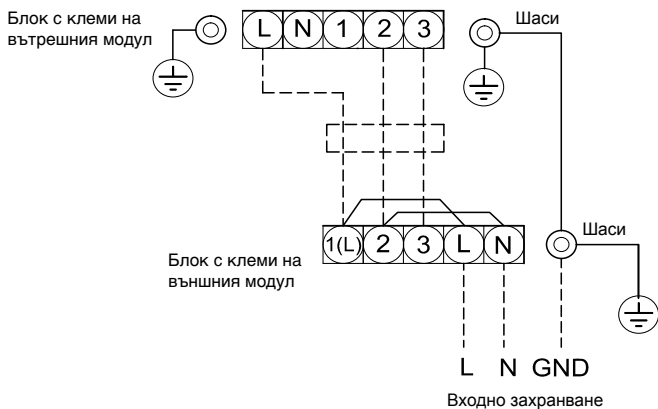 Блок с клеми на
вътрешния модул
L N 1 2 3
Шаси
Блок с клеми на
външния модул
1(L) 2 3 L N
Шаси
L N GND
Входно захранване